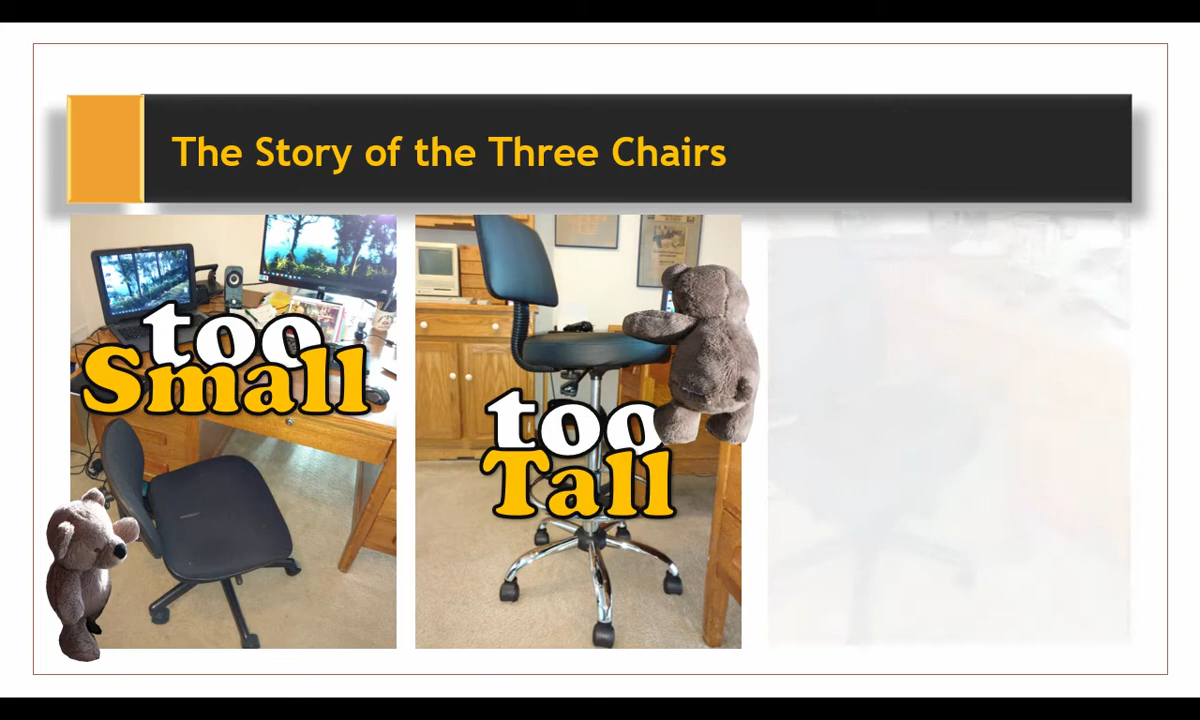 The Story of the Three Chairs
too
Small
too
Tall